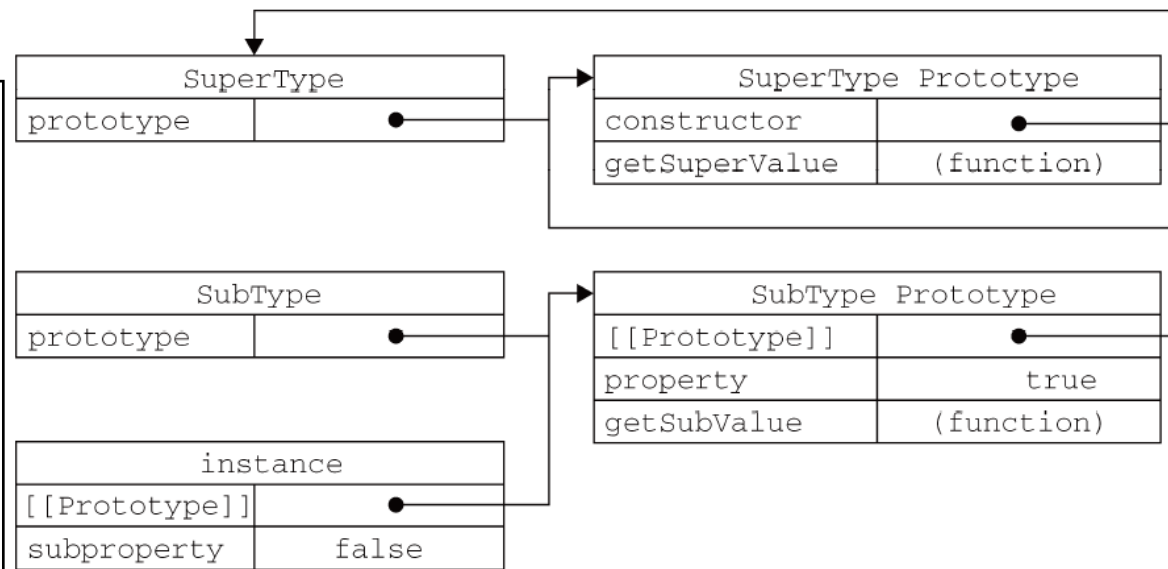 SuperType
prototype
SuperType Prototype
constructor
getSuperValue (function)
SubType
prototype
SubType Prototype
[[Prototype]]
property true
getSubValue (function)
instance
[[Prototype]]
subproperty false